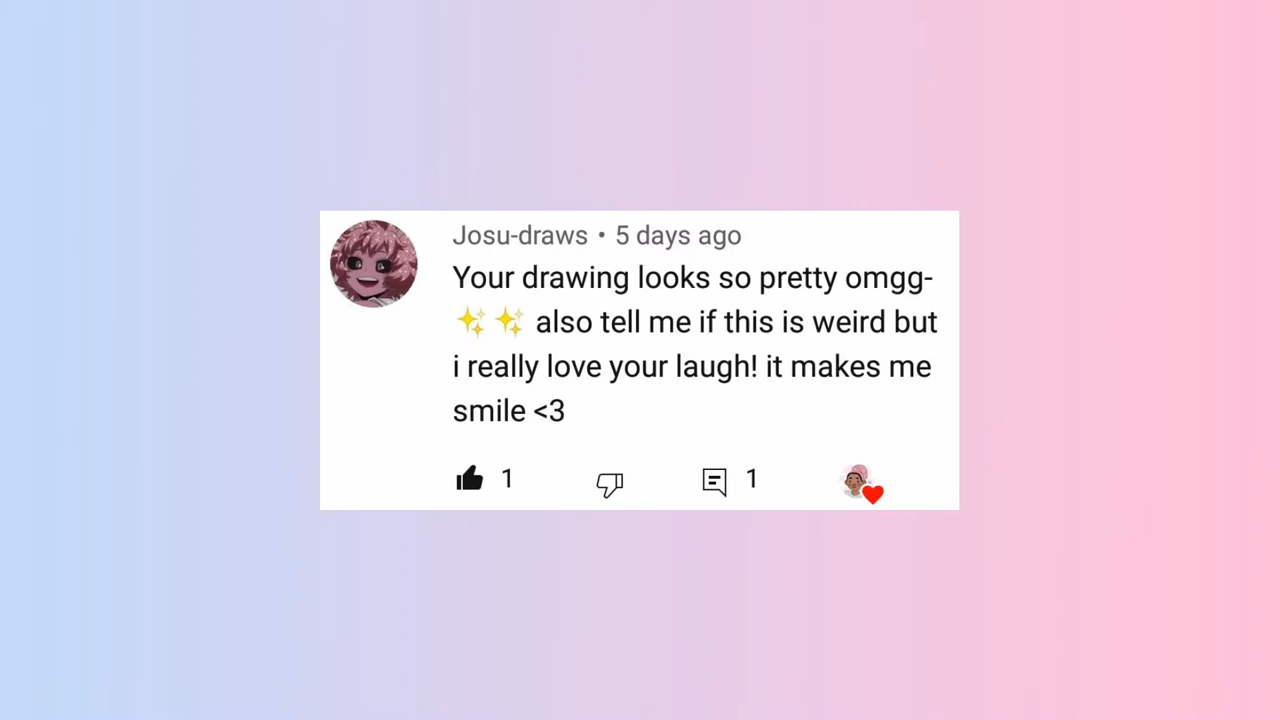 Josu-draws • 5 days ago
Your drawing looks so pretty omgg-
✨✨ also tell me if this is weird but
i really love your laugh! it makes me
smile <3
1 1